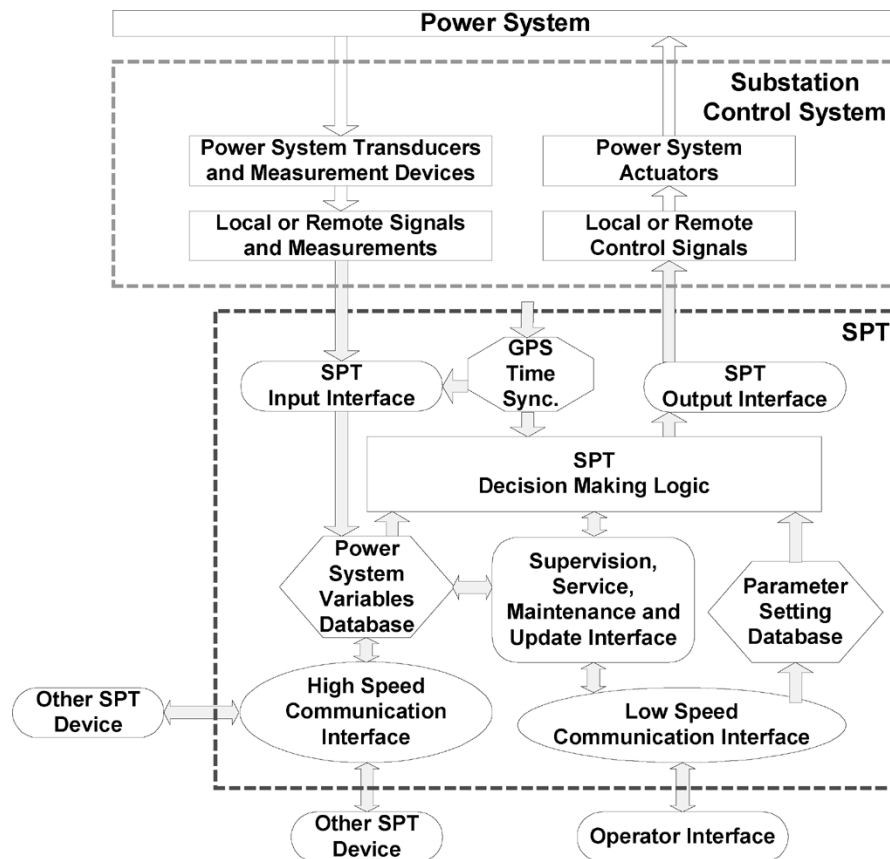 Power System
Substation
Control System
Power System Transducers
and Measurement Devices
Power System
Actuators
Local or Remote Signals
and Measurements
Local or Remote
Control Signals
SPT
SPT
Input Interface
GPS
Time
Sync.
SPT
Output Interface
SPT
Decision Making Logic
Power
System
Variables
Database
Supervision,
Service,
Maintenance and
Update Interface
Parameter
Setting
Database
Other SPT
Device
High Speed
Communication
Interface
Low Speed
Communication Interface
Other SPT
Device
Operator Interface